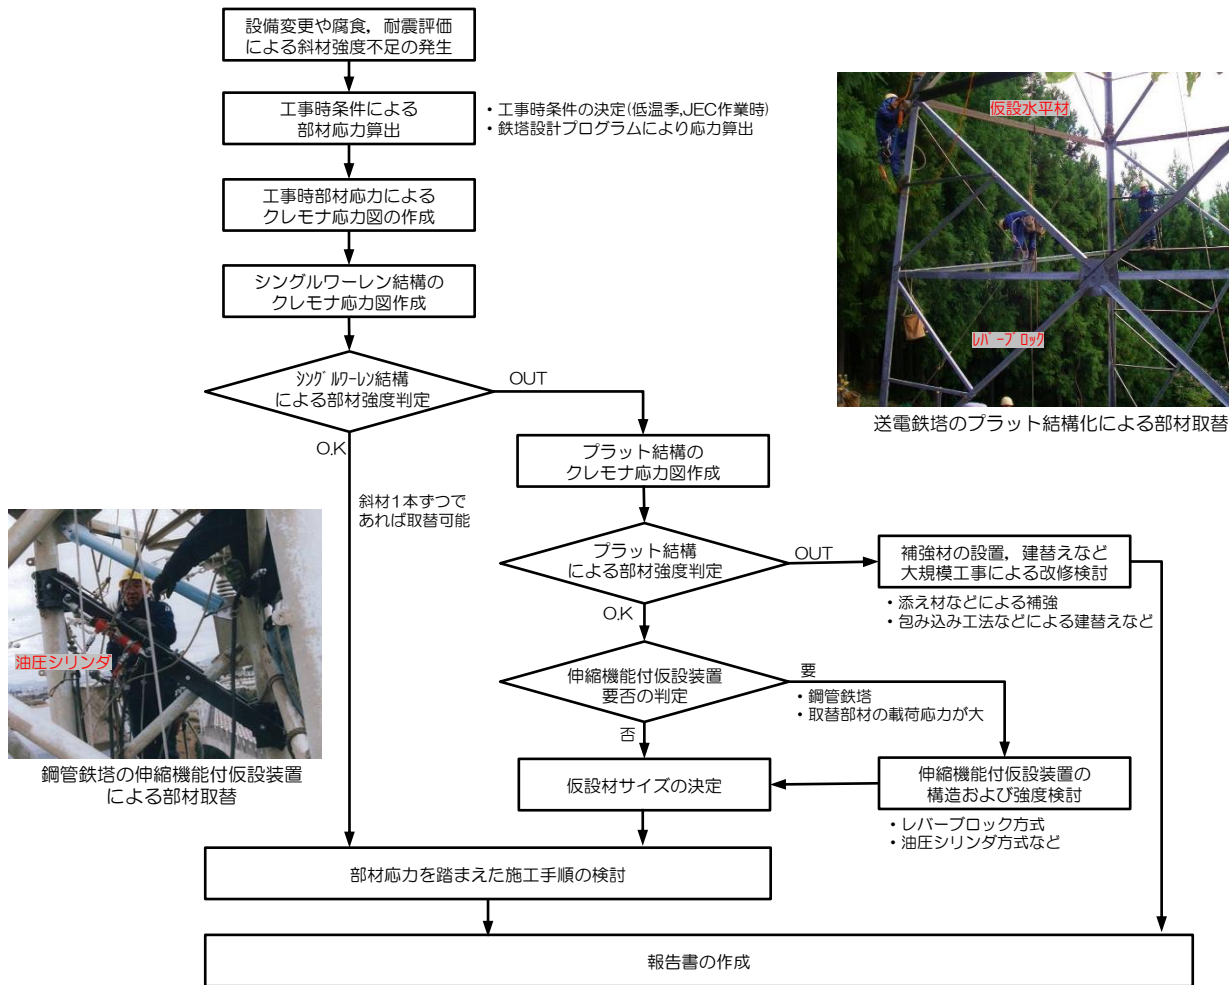 設備変更や腐食，耐震評価
による斜材強度不足の発生
工事時条件による
部材応力算出
・工事時条件の決定(低温季,JEC作業時)
・鉄塔設計プログラムにより応力算出
工事時部材応力による
クレモナ応力図の作成
シングルワーレン結構の
クレモナ応力図作成
ｼﾝｸﾞﾙﾜｰﾚﾝ結構
による部材強度判定
OUT
O.K
斜材1本ずつで
あれば取替可能
プラット結構の
クレモナ応力図作成
プラット結構
による部材強度判定
OUT
O.K
補強材の設置，建替えなど
大規模工事による改修検討
・添え材などによる補強
・包み込み工法などによる建替えなど
伸縮機能付仮設装置
要否の判定
要
・鋼管鉄塔
・取替部材の載荷応力が大
否
仮設材サイズの決定
伸縮機能付仮設装置の
構造および強度検討
・レバーブロック方式
・油圧シリンダ方式など
部材応力を踏まえた施工手順の検討
報告書の作成
仮設水平材
ﾚﾊﾞｰﾌﾞﾛｯｸ
送電鉄塔のプラット結構化による部材取替
油圧シリンダ
鋼管鉄塔の伸縮機能付仮設装置
による部材取替